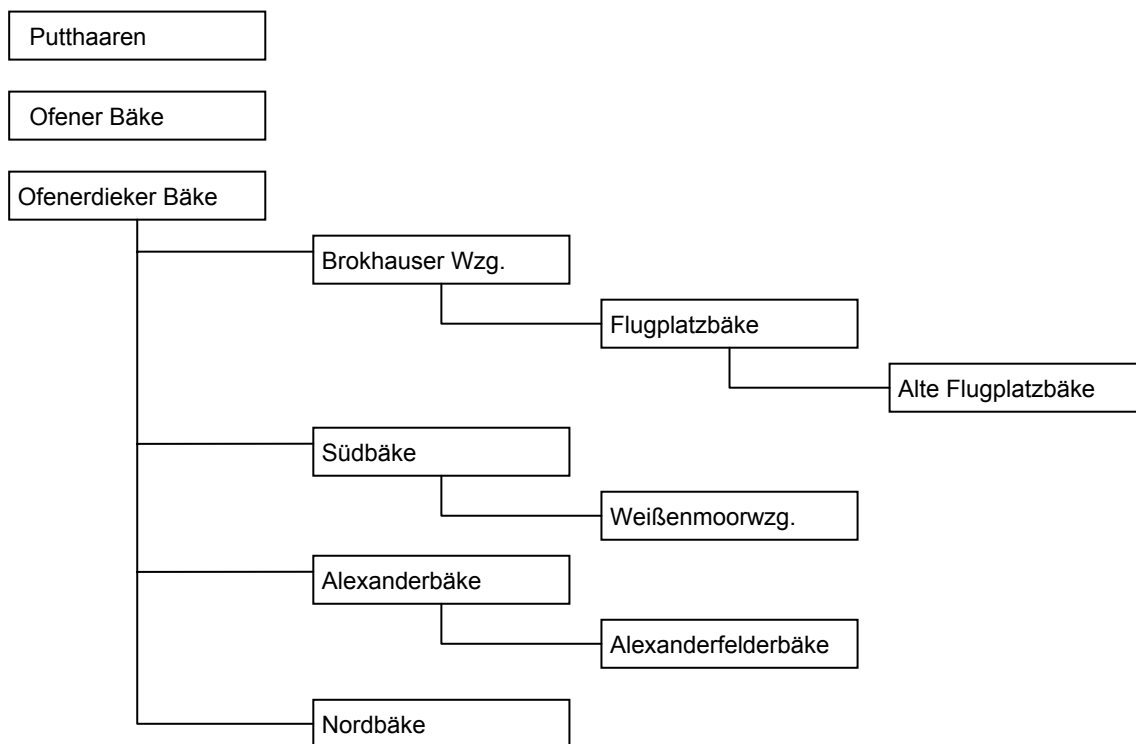 Putthaaren
Ofener Bäke
Ofenerdieker Bäke
Brokhauser Wzg.
Flugplatzbäke
Alte Flugplatzbäke
Südbäke
Weißenmoorwzg.
Alexanderbäke
Alexanderfelderbäke
Nordbäke